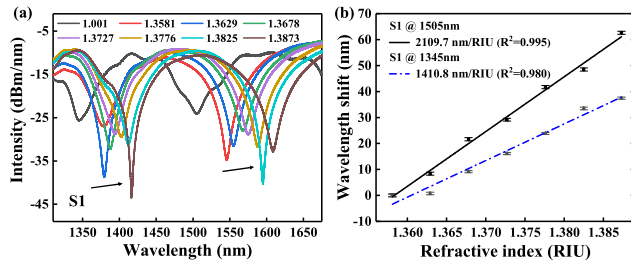 (a)
1.001 1.3581 1.3629 1.3678
1.3727 1.3776 1.3825 1.3873
-5
-15
-25
-35
-45
Intensity (dBm/nm)
S1
1350 1400 1450 1500 1550 1600 1650
Wavelength (nm)
(b)
S1 @ 1505nm
2109.7 nm/RIU (R²=0.995)
S1 @ 1345nm
1410.8 nm/RIU (R²=0.980)
70
60
50
40
30
20
10
0
-10
Wavelength shift (nm)
1.360 1.365 1.370 1.375 1.380 1.385
Refractive index (RIU)